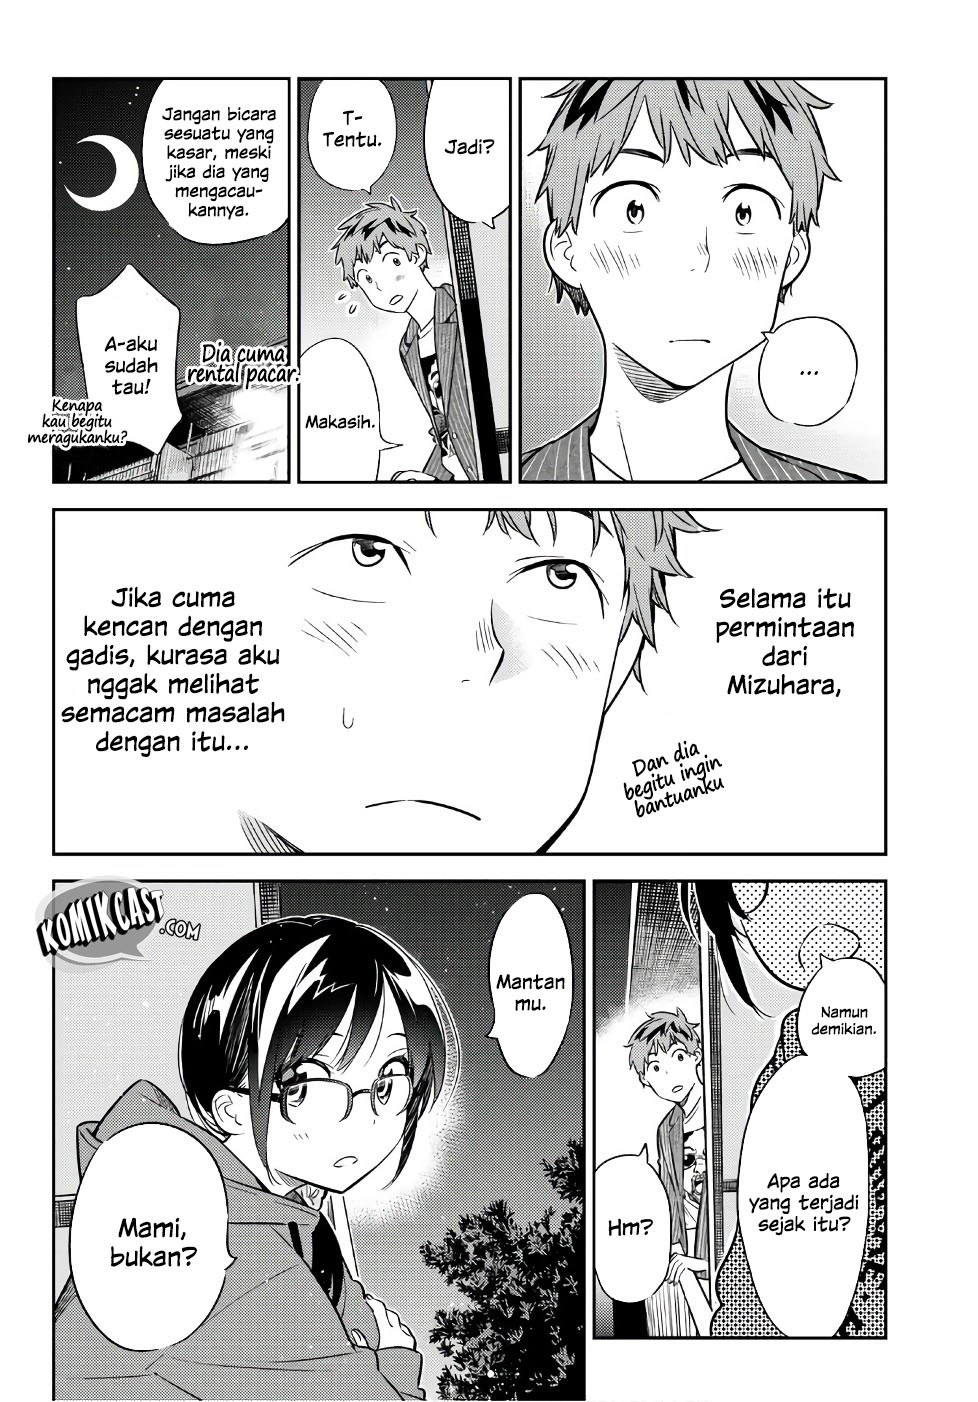 ...
Jadi?
T-
Tentu.
Makasih.
Jangan bicara
sesuatu yang
kasar, meski
jika dia yang
mengacau-
kannya.
Dia cuma
rental pacar.
A-aku
sudah
tau!
Kenapa
kau begitu
meragukanku?
Selama itu
permintaan
dari
Mizuhara,
Dan dia
begitu ingin
bantuanku
Jika cuma
kencan dengan
gadis, kurasa aku
nggak melihat
semacam masalah
dengan itu...
Namun
demikian.
Apa ada
yang terjadi
sejak itu?
Hm?
Mantan
mu.
Mami,
bukan?
KOMIKCAST
.COM